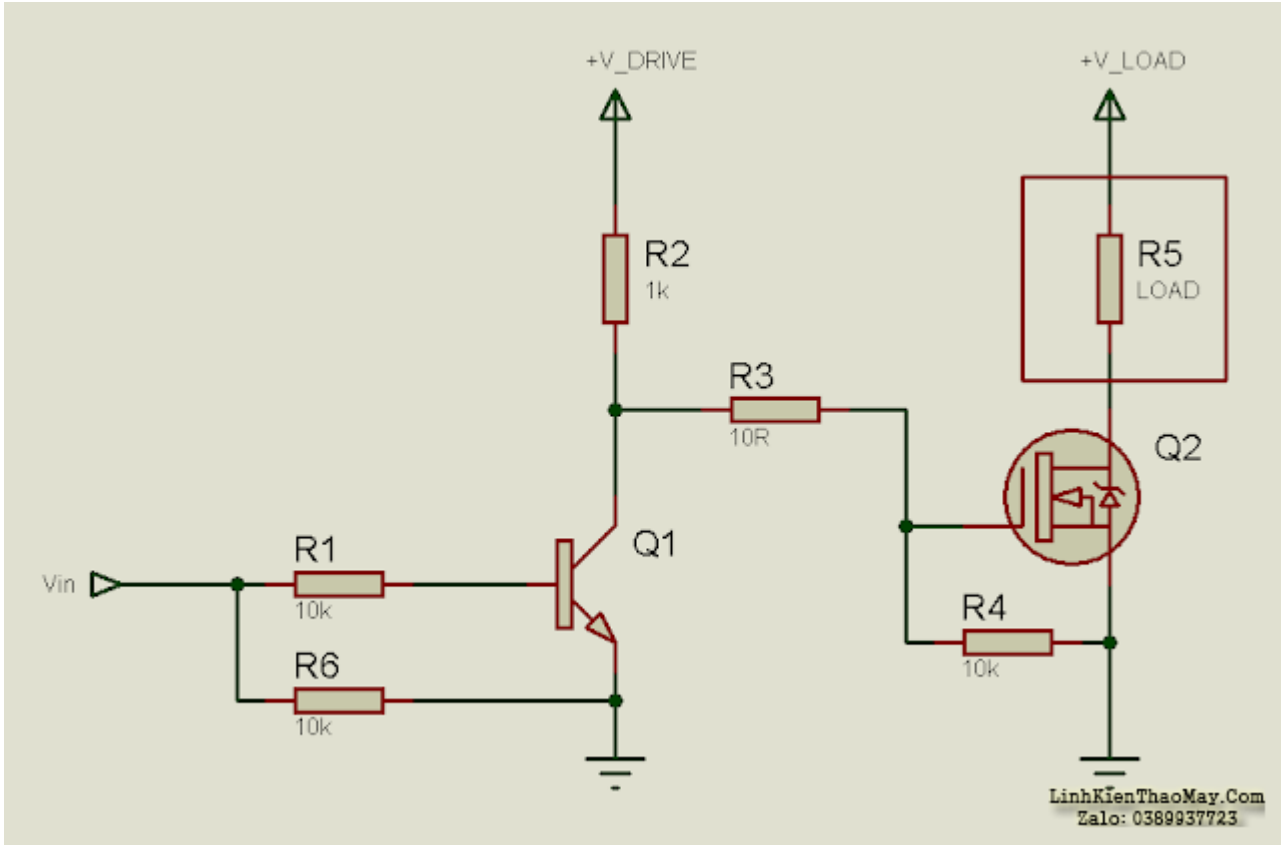 +V_DRIVE
+V_LOAD
R2
1k
R5
LOAD
R3
10R
Q2
Q1
R1
10k
Vin
R4
10k
R6
10k
LinhKienThaoMay.Com
Zalo: 0389937723